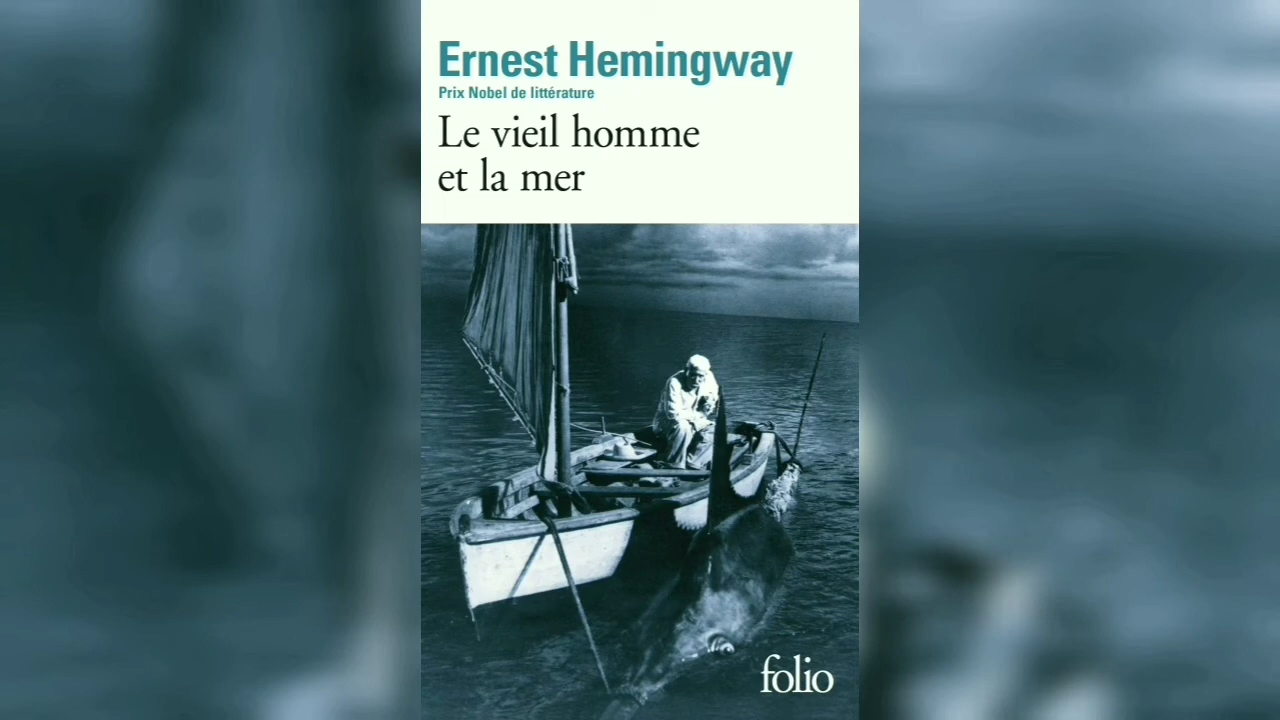 Ernest Hemingway
Prix Nobel de littérature
Le vieil homme
et la mer
folio